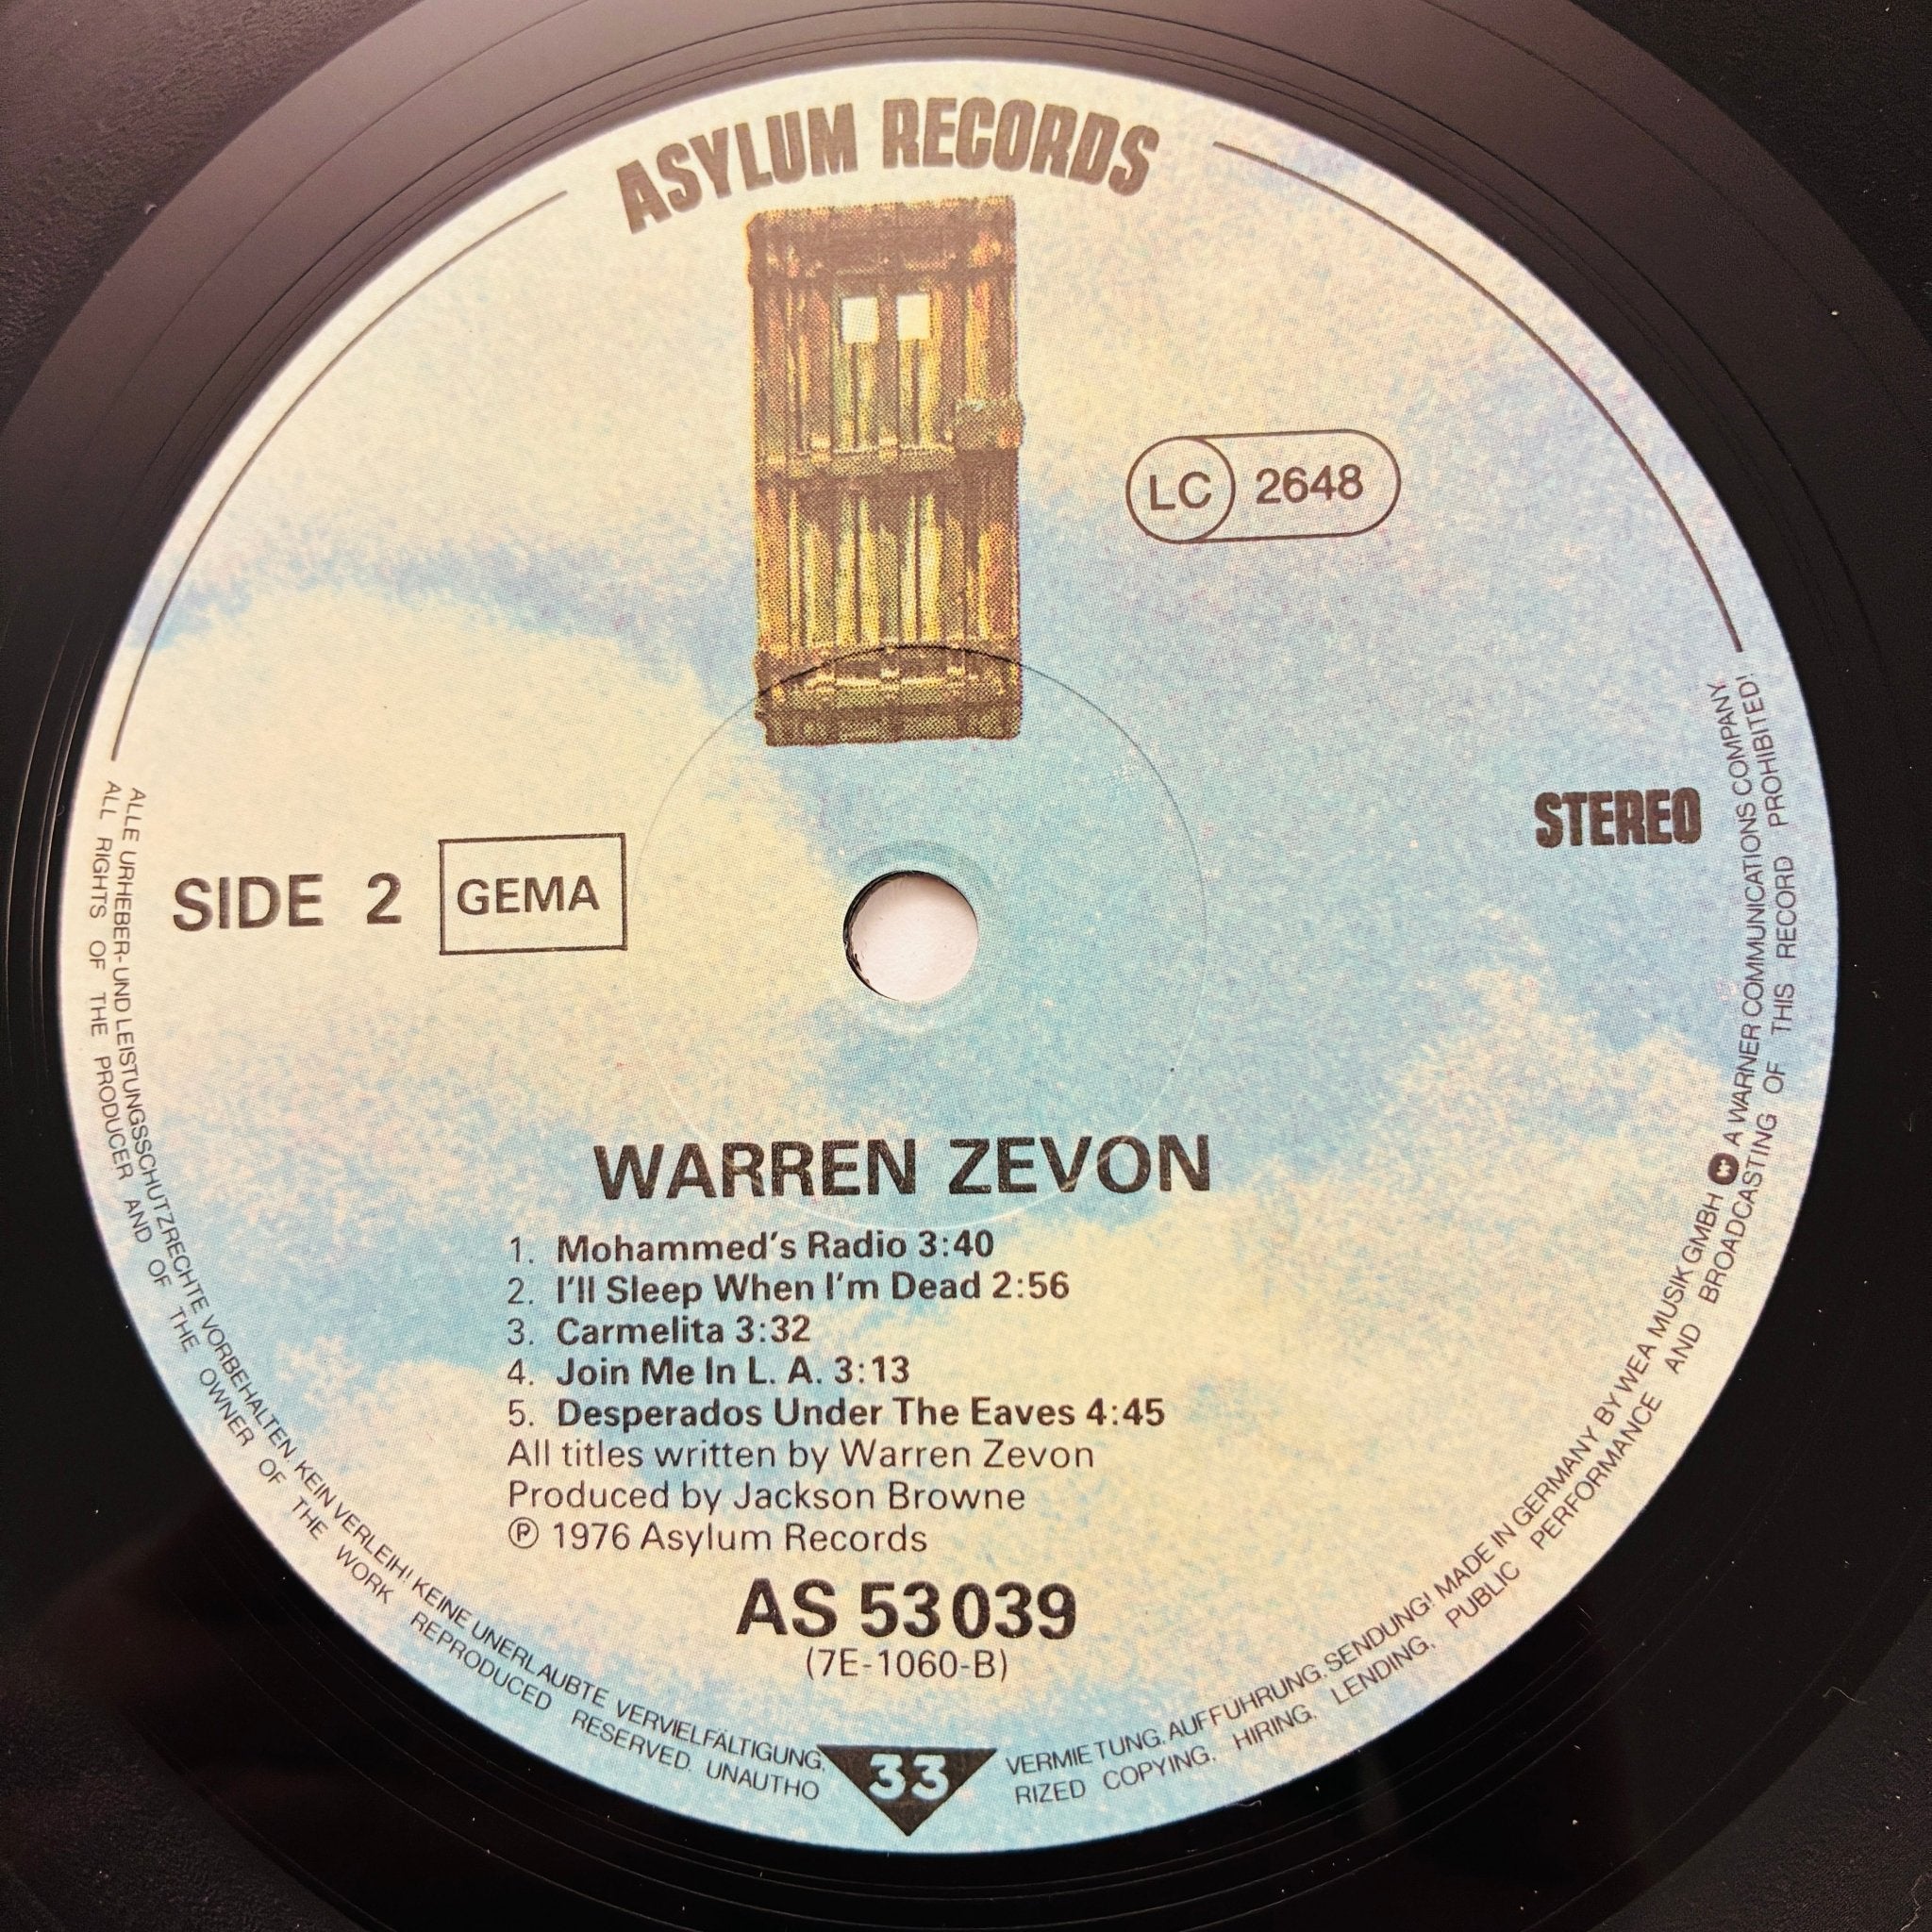 ASYLUM RECORDS
LC 2648
STEREO
SIDE 2 GEMA
WARREN ZEVON
1. Mohammed's Radio 3:40
2. I'll Sleep When I'm Dead 2:56
3. Carmelita 3:32
4. Join Me In L. A. 3:13
5. Desperados Under The Eaves 4:45
All titles written by Warren Zevon
Produced by Jackson Browne
℗ 1976 Asylum Records
AS 53 039
(7E-1060-B)
33
ALLE URHEBER- UND LEISTUNGSSCHUTZRECHTE VORBEHALTEN. KEIN VERLEIH! KEINE UNERLAUBTE VERVIELFÄLTIGUNG, VERMIETUNG, AUFFUHRUNG, SENDUNG! MADE IN GERMANY BY WEA MUSIK GMBH W A WARNER COMMUNICATIONS COMPANY
ALL RIGHTS OF THE PRODUCER AND OF THE OWNER OF THE WORK REPRODUCED RESERVED. UNAUTHORIZED COPYING, HIRING, LENDING, PUBLIC PERFORMANCE AND BROADCASTING OF THIS RECORD PROHIBITED!